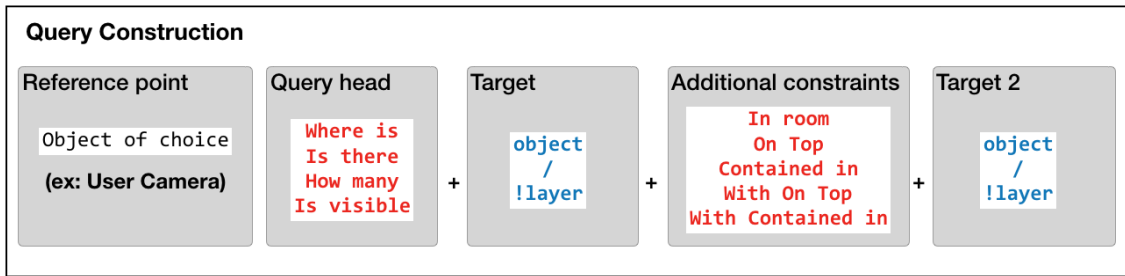 Query Construction
Reference point
Object of choice
(ex: User Camera)
Query head
Where is
Is there
How many
Is visible
+
Target
object
/
!layer
+
Additional constraints
In room
On Top
Contained in
With On Top
With Contained in
+
Target 2
object
/
!layer